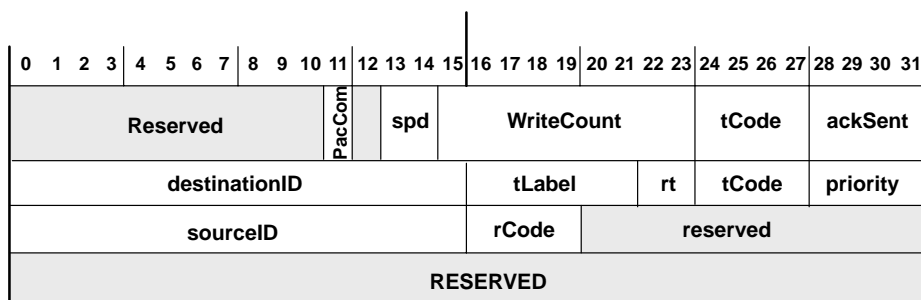 0 1 2 3 4 5 6 7 8 9 10 11 12 13 14 15 16 17 18 19 20 21 22 23 24 25 26 27 28 29 30 31
Reserved PacCom spd WriteCount tCode ackSent
destinationID tLabel rt tCode priority
sourceID rCode reserved
RESERVED